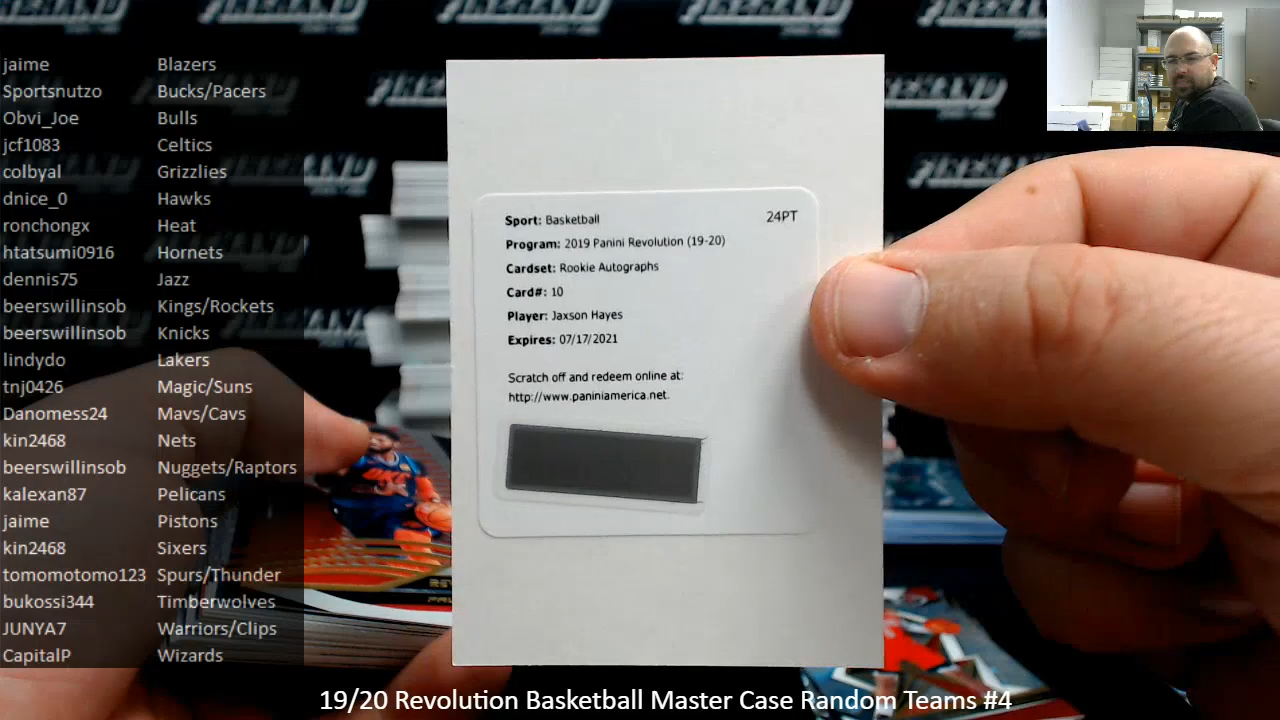 jaime Blazers
Sportsnutzo Bucks/Pacers
Obvi_Joe Bulls
jcf1083 Celtics
colbyal Grizzlies
dnice_0 Hawks
ronchongx Heat
htatsumi0916 Hornets
dennis75 Jazz
beerswillinsob Kings/Rockets
beerswillinsob Knicks
lindydo Lakers
tnj0426 Magic/Suns
Danomess24 Mavs/Cavs
kin2468 Nets
beerswillinsob Nuggets/Raptors
kalexan87 Pelicans
jaime Pistons
kin2468 Sixers
tomomotomo123 Spurs/Thunder
bukossi344 Timberwolves
JUNYA7 Warriors/Clips
CapitalP Wizards
Sport: Basketball 24PT
Program: 2019 Panini Revolution (19-20)
Cardset: Rookie Autographs
Card#: 10
Player: Jaxson Hayes
Expires: 07/17/2021
Scratch off and redeem online at:
http://www.paniniamerica.net.
19/20 Revolution Basketball Master Case Random Teams #4